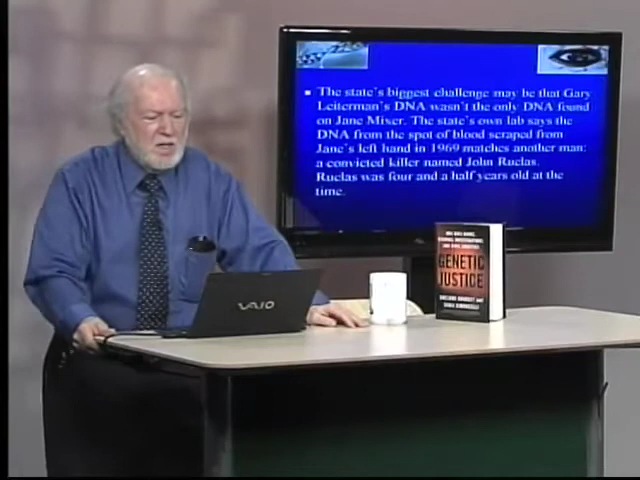 The state's biggest challenge may be that Gary
Leiterman's DNA wasn't the only DNA found
on Jane Mixer. The state's own lab says the
DNA from the spot of blood scraped from
Jane's left hand in 1969 matches another man:
a convicted killer named John Ruelas.
Ruelas was four and a half years old at the
time.
VAIO
GENETIC
JUSTICE